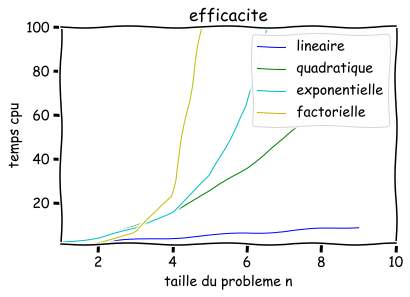 efficacite
100
80
60
40
20
temps cpu
lineaire
quadratique
exponentielle
factorielle
2
4
6
8
10
taille du probleme n